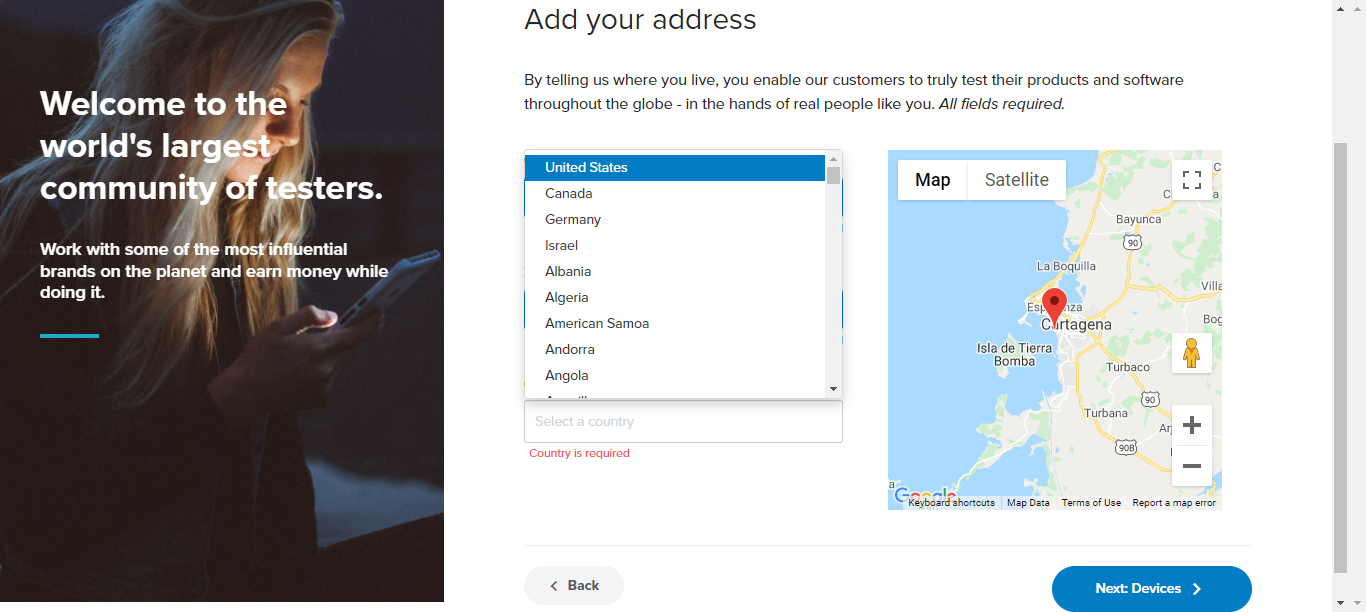 Welcome to the
world's largest
community of testers.
Work with some of the most influential
brands on the planet and earn money while
doing it.
Add your address
By telling us where you live, you enable our customers to truly test their products and software
throughout the globe - in the hands of real people like you. All fields required.
United States
Canada
Germany
Israel
Albania
Algeria
American Samoa
Andorra
Angola
Select a country
Country is required
Map
Satellite
Bayunca
90
La Boquilla
Cartagena
Isla de Tierra
Bomba
Turbaco
90
Turbana
90B
Google
Keyboard shortcuts
Map Data
Terms of Use
Report a map error
Back
Next: Devices